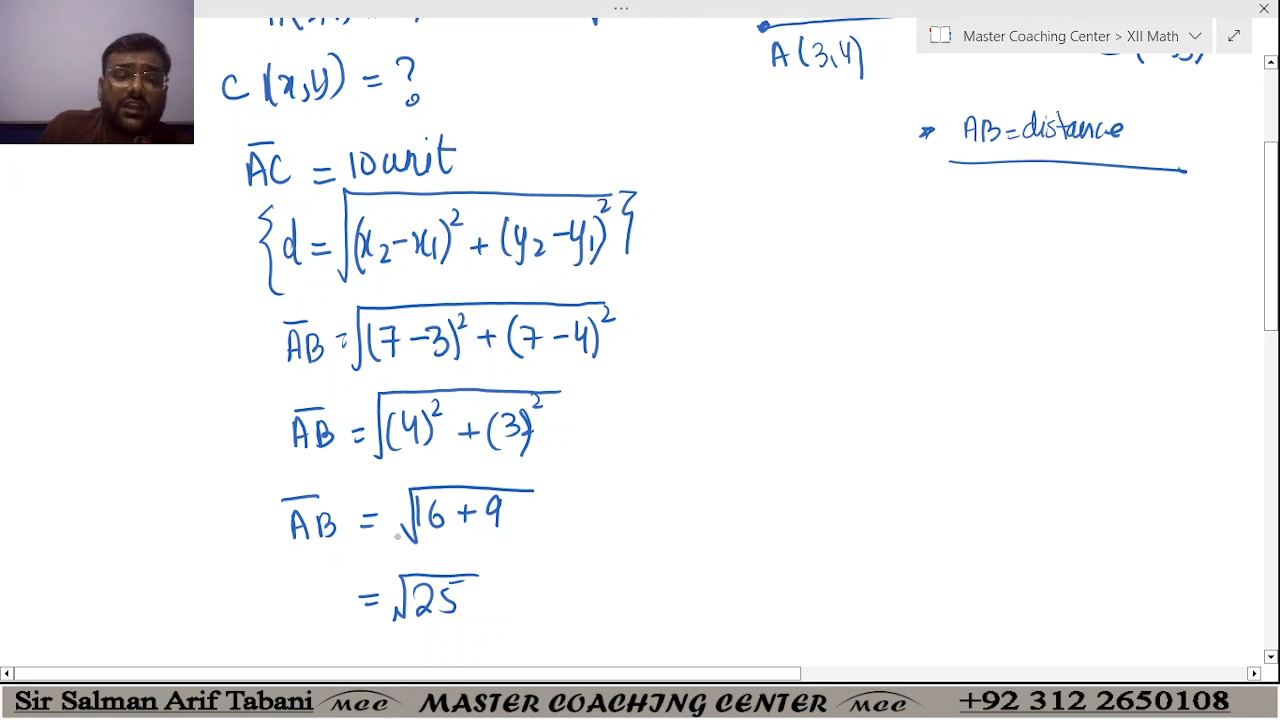 Master Coaching Center > XII Math
A(3,4)
C (x,y) = ?
* AB = distance
AC̅ = 10 unit
{d = √(x₂-x₁)² + (y₂-y₁)²}
AB̅ = √(7-3)² + (7-4)²
AB̅ = √(4)² + (3)²
AB̅ = √16 + 9
= √25
Sir Salman Arif Tabani MCC MASTER COACHING CENTER MCC +92 312 2650108